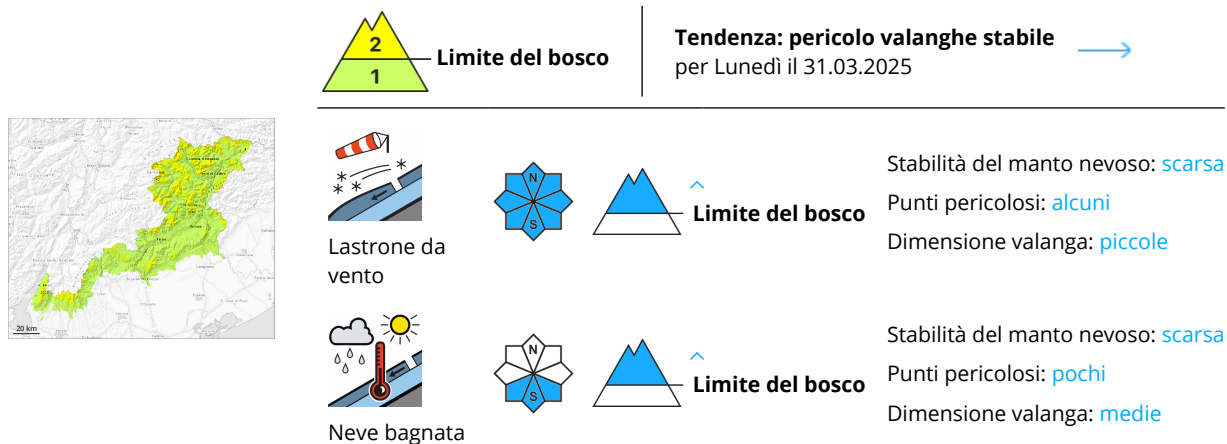 2
1
Limite del bosco
Tendenza: pericolo valanghe stabile
per Lunedì il 31.03.2025
20 km
Lastrone da
vento
N
S
Limite del bosco
Stabilità del manto nevoso: scarsa
Punti pericolosi: alcuni
Dimensione valanga: piccole
Neve bagnata
N
S
Limite del bosco
Stabilità del manto nevoso: scarsa
Punti pericolosi: pochi
Dimensione valanga: medie